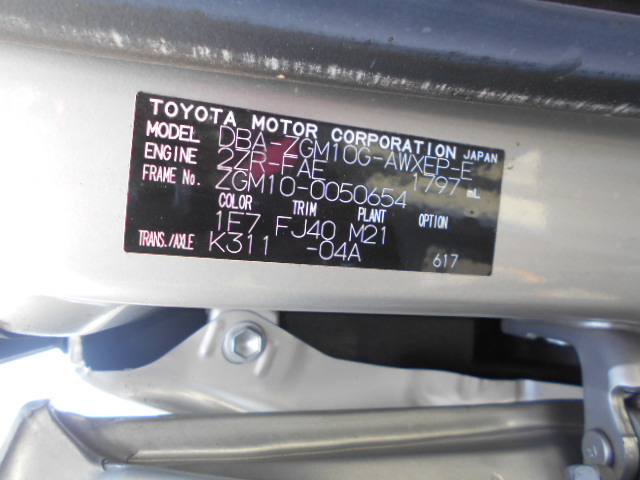 TOYOTA MOTOR CORPORATION JAPAN
MODEL DBA-ZGM10G-AWXEP-E
ENGINE 2ZR-FAE 1797 mL
FRAME No. ZGM10-0050654
COLOR TRIM PLANT OPTION
1F7 FJ40 M21
TRANS./AXLE K311 -04A 617